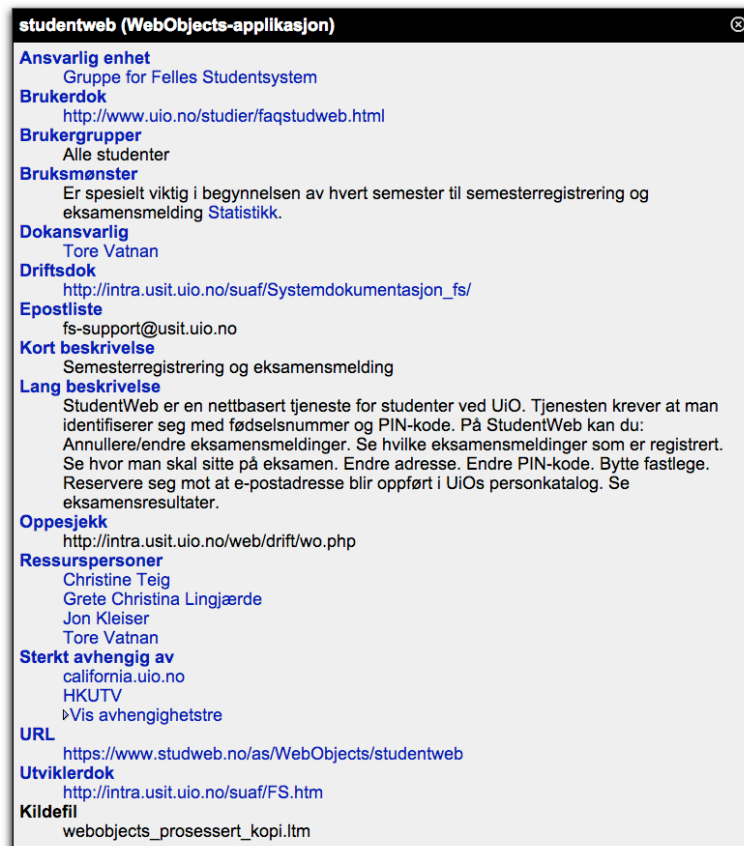 studentweb (WebObjects-applikasjon)
Ansvarlig enhet
Gruppe for Felles Studentsystem
Brukerdok
http://www.uio.no/studier/faqstudweb.html
Brukergrupper
Alle studenter
Bruksmønster
Er spesielt viktig i begynnelsen av hvert semester til semesterregistrering og
eksamensmelding Statistikk.
Dokansvarlig
Tore Vatnan
Driftsdok
http://intra.usit.uio.no/suaf/Systemdokumentasjon_fs/
Epostliste
fs-support@usit.uio.no
Kort beskrivelse
Semesterregistrering og eksamensmelding
Lang beskrivelse
StudentWeb er en nettbasert tjeneste for studenter ved UiO. Tjenesten krever at man
identifiserer seg med fødselsnummer og PIN-kode. På StudentWeb kan du:
Annullere/endre eksamensmeldinger. Se hvilke eksamensmeldinger som er registrert.
Se hvor man skal sitte på eksamen. Endre adresse. Endre PIN-kode. Bytte fastlege.
Reservere seg mot at e-postadresse blir oppført i UiOs personkatalog. Se
eksamensresultater.
Oppesjekk
http://intra.usit.uio.no/web/drift/wo.php
Ressurspersoner
Christine Teig
Grete Christina Lingjærde
Jon Kleiser
Tore Vatnan
Sterkt avhengig av
california.uio.no
HKUTV
Vis avhengighetstre
URL
https://www.studweb.no/as/WebObjects/studentweb
Utviklerdok
http://intra.usit.uio.no/suaf/FS.htm
Kildefil
webobjects_prosessert_kopi.ltm